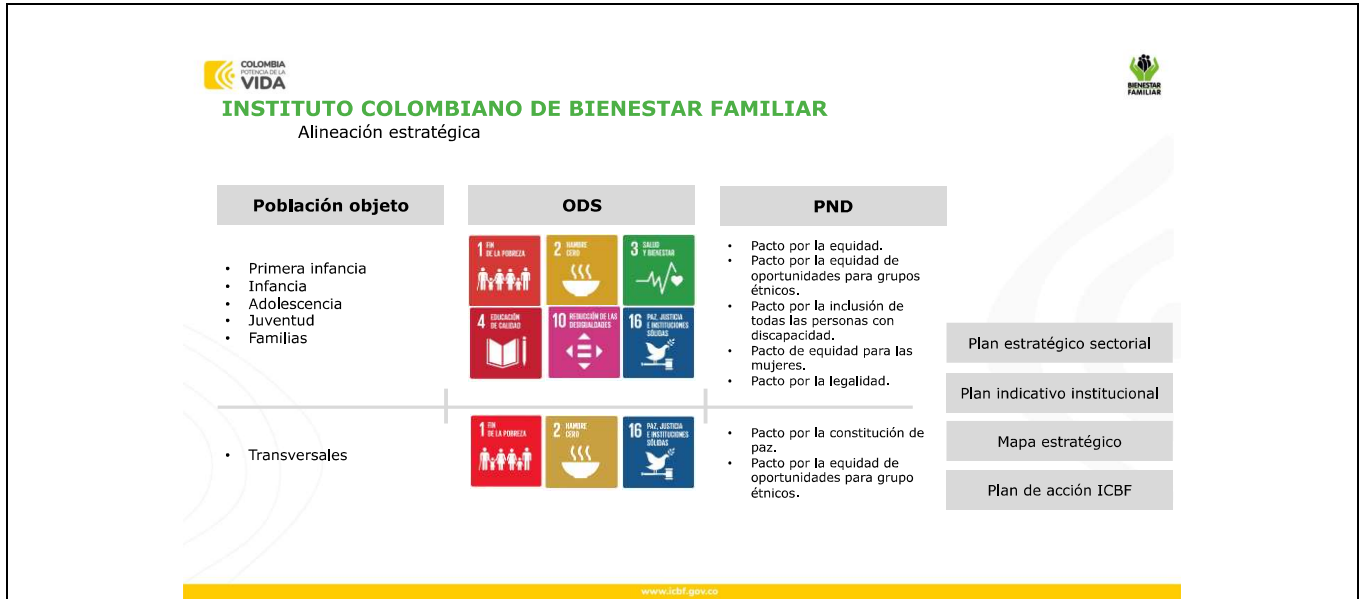 COLOMBIA
POTENCIA DE LA
VIDA
BIENESTAR
FAMILIAR
INSTITUTO COLOMBIANO DE BIENESTAR FAMILIAR
Alineación estratégica
Población objeto
ODS
PND
• Primera infancia
• Infancia
• Adolescencia
• Juventud
• Familias
1 FIN
DE LA POBREZA
2 HAMBRE
CERO
3 SALUD
Y BIENESTAR
4 EDUCACIÓN
DE CALIDAD
10 REDUCCIÓN DE LAS
DESIGUALDADES
16 PAZ, JUSTICIA
E INSTITUCIONES
SÓLIDAS
• Pacto por la equidad.
• Pacto por la equidad de
oportunidades para grupos
étnicos.
• Pacto por la inclusión de
todas las personas con
discapacidad.
• Pacto de equidad para las
mujeres.
• Pacto por la legalidad.
• Transversales
1 FIN
DE LA POBREZA
2 HAMBRE
CERO
16 PAZ, JUSTICIA
E INSTITUCIONES
SÓLIDAS
• Pacto por la constitución de
paz.
• Pacto por la equidad de
oportunidades para grupo
étnicos.
Plan estratégico sectorial
Plan indicativo institucional
Mapa estratégico
Plan de acción ICBF
www.icbf.gov.co